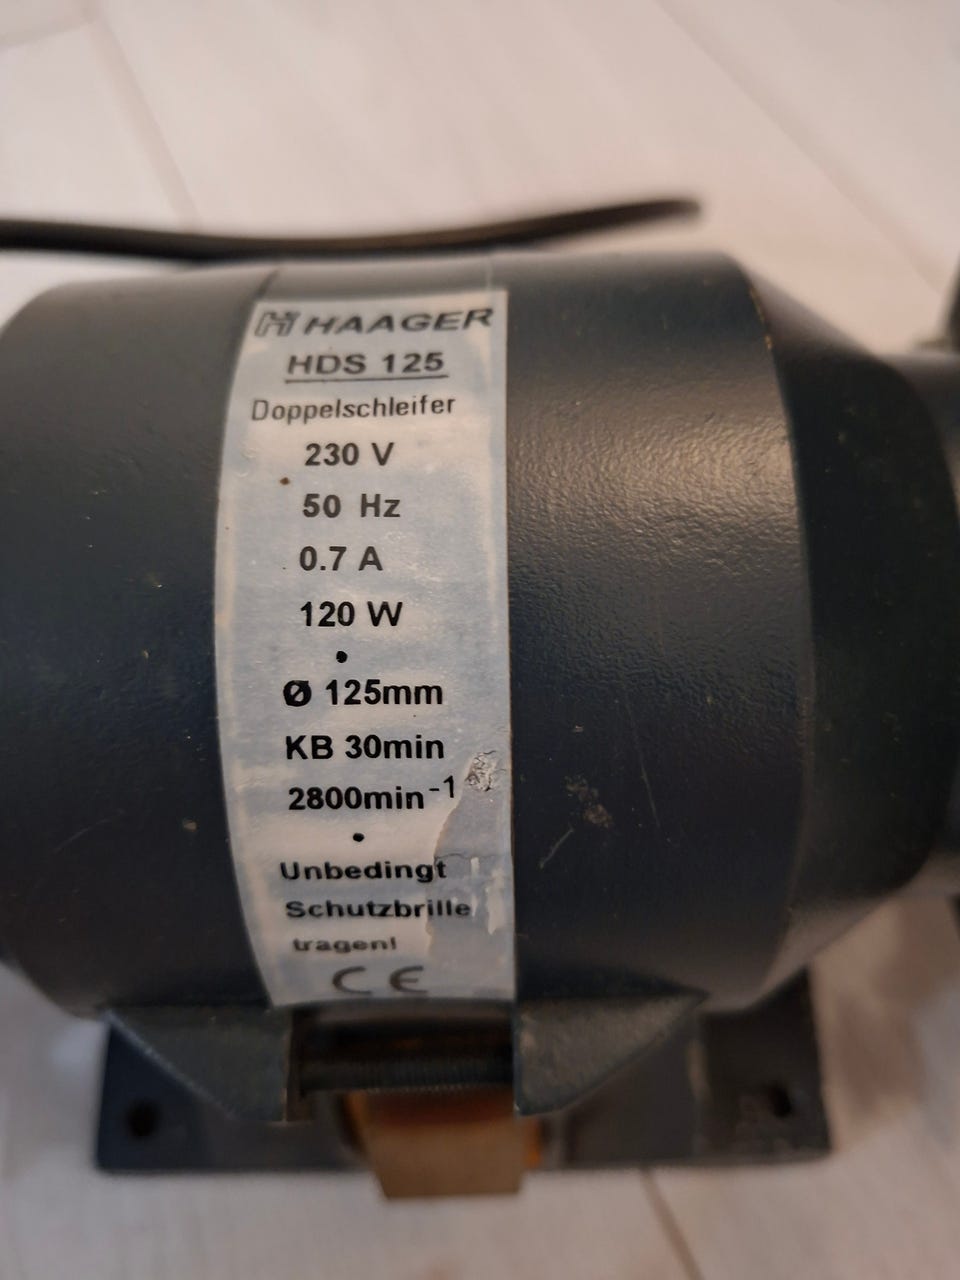 HAAGER
HDS 125
Doppelschleifer
230 V
50 Hz
0.7 A
120 W
•
Ø 125mm
KB 30min
2800min⁻¹
•
Unbedingt
Schutzbrille
tragen!
CE